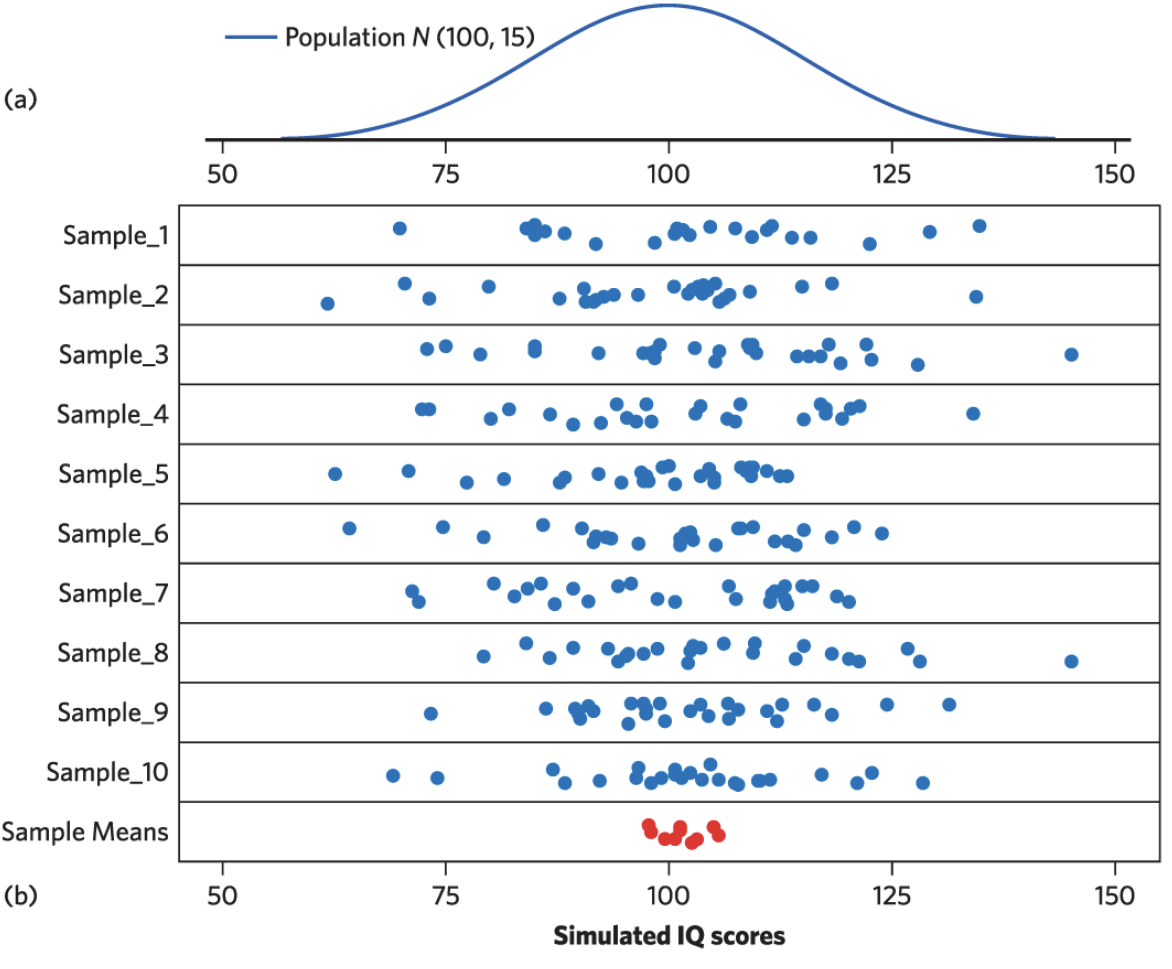 Population N (100, 15)
(a)
50 75 100 125 150
Sample_1
Sample_2
Sample_3
Sample_4
Sample_5
Sample_6
Sample_7
Sample_8
Sample_9
Sample_10
Sample Means
(b)
50 75 100 125 150
Simulated IQ scores